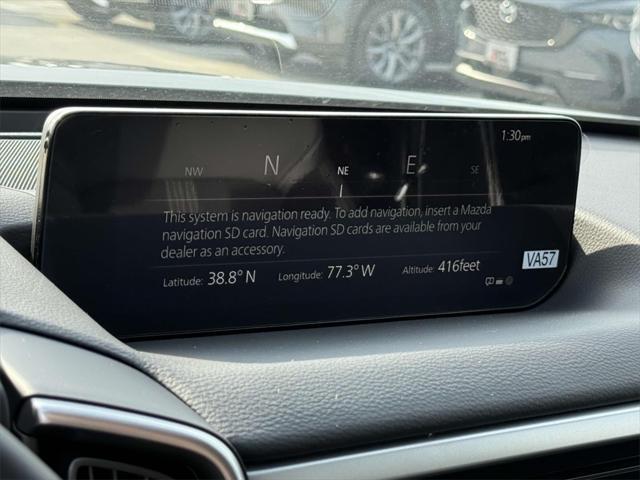 1:30pm
NW N NE E SE
This system is navigation ready. To add navigation, insert a Mazda
navigation SD card. Navigation SD cards are available from your
dealer as an accessory.
Latitude: 38.8° N Longitude: 77.3° W Altitude: 416feet
VA57